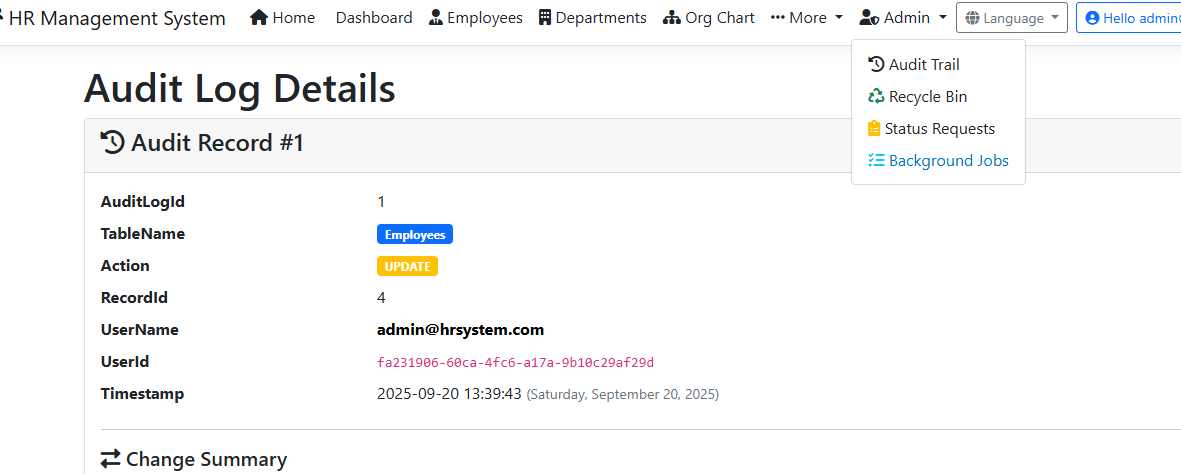 HR Management System Home Dashboard Employees Departments Org Chart More Admin Language Hello admin
Audit Trail
Recycle Bin
Status Requests
Background Jobs
Audit Log Details
Audit Record #1
AuditLogId 1
TableName Employees
Action UPDATE
RecordId 4
UserName admin@hrsystem.com
UserId fa231906-60ca-4fc6-a17a-9b10c29af29d
Timestamp 2025-09-20 13:39:43 (Saturday, September 20, 2025)
Change Summary